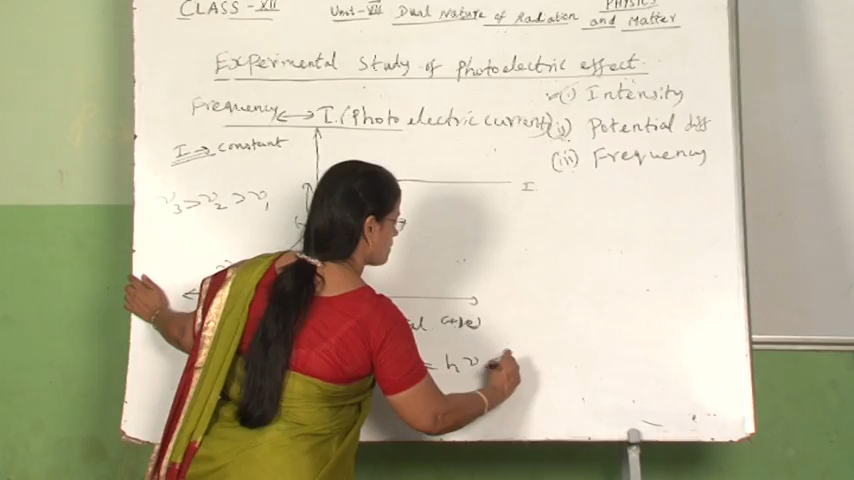 CLASS - XII Unit-VII Dual Nature of Radiation and Matter PHYSICS
Experimental Study of Photoelectric effect
Frequency ↔ I (Photo electric current)
(i) Intensity
(ii) Potential diff
(iii) Frequency
I → constant
I
ν₃ > ν₂ > ν₁
= hν